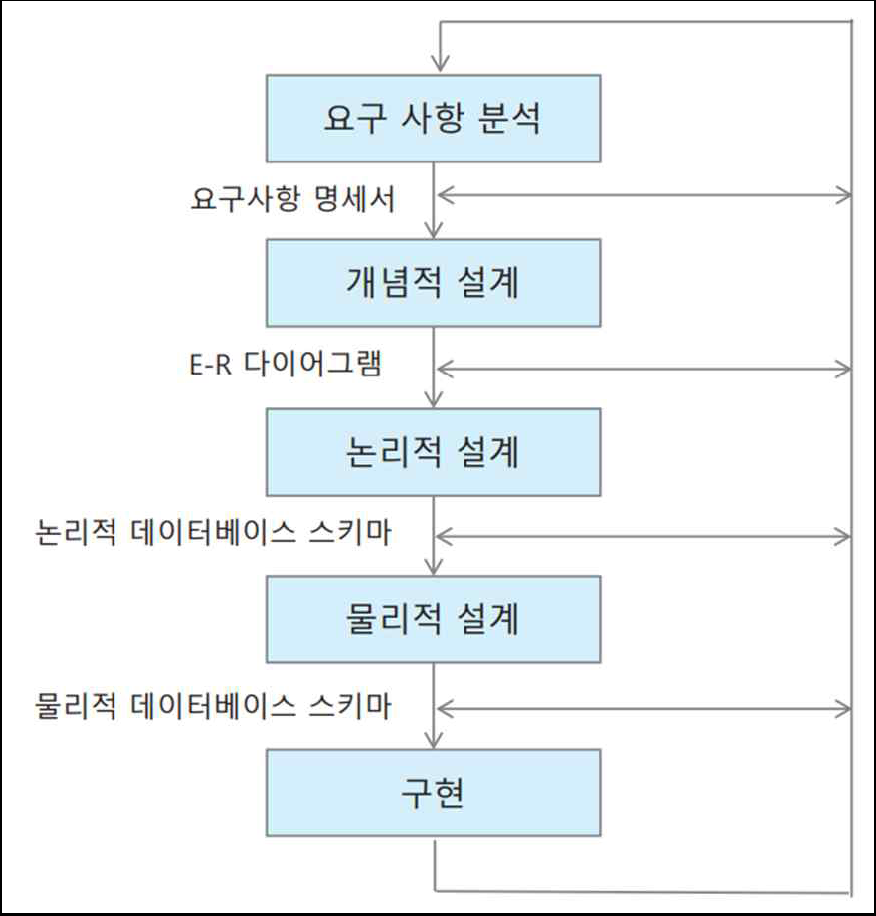 요구 사항 분석
요구사항 명세서
개념적 설계
E-R 다이어그램
논리적 설계
논리적 데이터베이스 스키마
물리적 설계
물리적 데이터베이스 스키마
구현